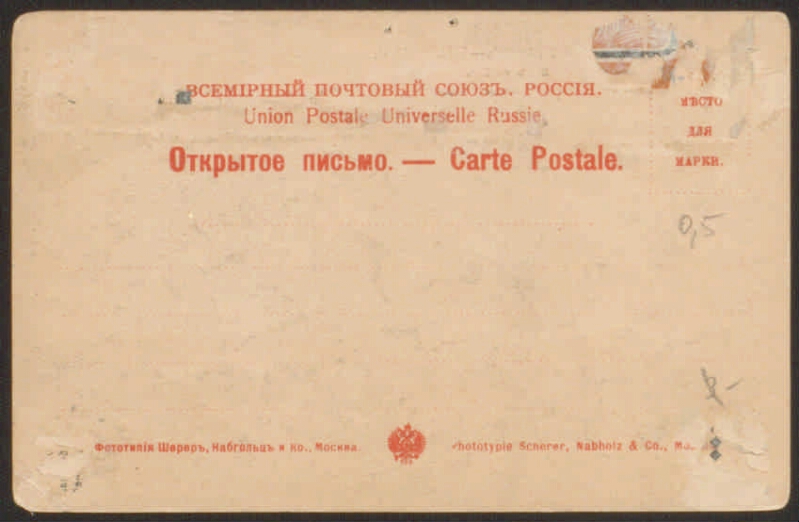 ВСЕМІРНЫЙ ПОЧТОВЫЙ СОЮЗЪ. РОССІЯ.
Union Postale Universelle Russie
Открытое письмо. — Carte Postale.
МѢСТО
ДЛЯ
МАРКИ.
0,5
Фототипія Шереръ, Набгольцъ и Ко., Москва.
Phototypie Scherer, Nabholz & Co., Mo